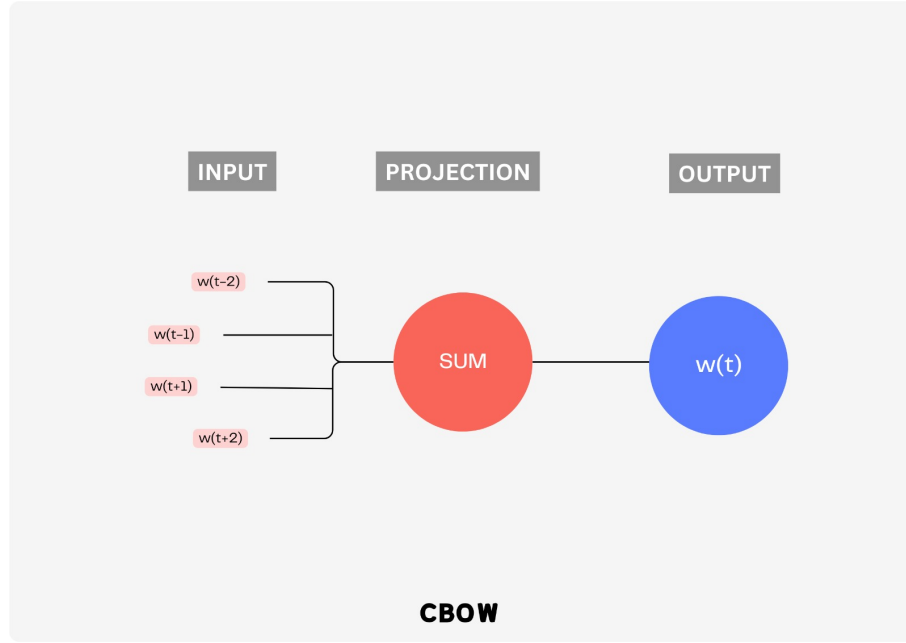 INPUT PROJECTION OUTPUT
w(t-2)
w(t-1)
SUM w(t)
w(t+1)
w(t+2)
CBOW